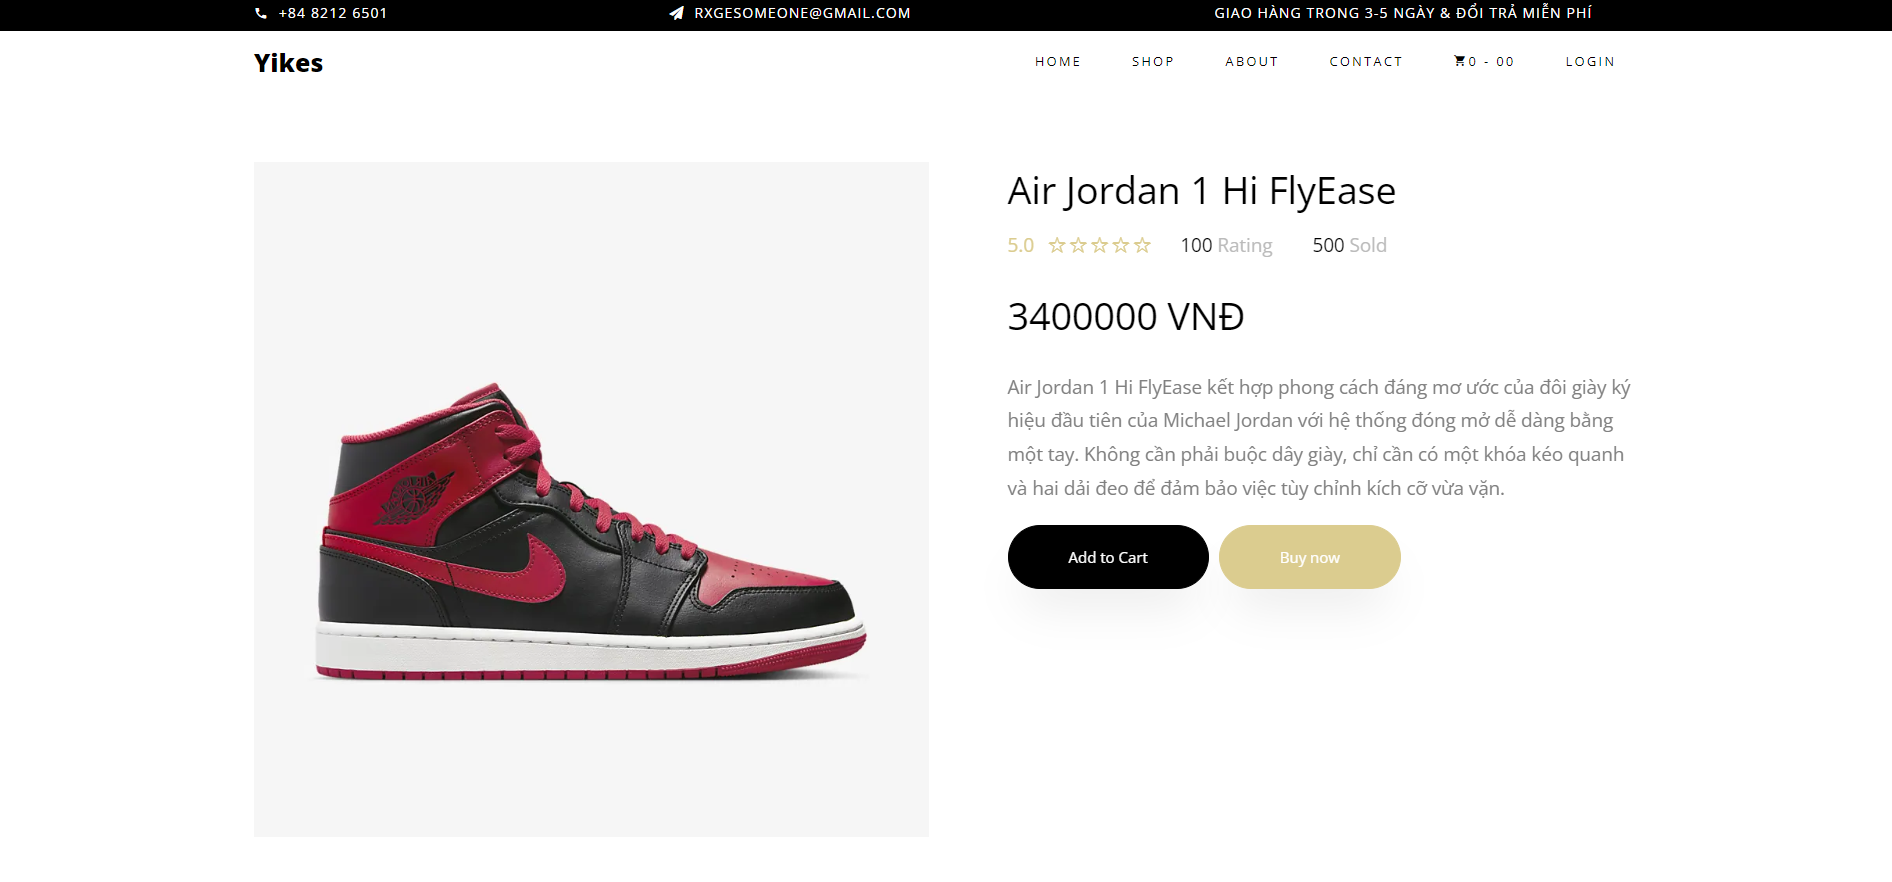 +84 8212 6501
RXGESOMEONE@GMAIL.COM
GIAO HÀNG TRONG 3-5 NGÀY & ĐỔI TRẢ MIỄN PHÍ
Yikes
HOME
SHOP
ABOUT
CONTACT
0 - 00
LOGIN
Air Jordan 1 Hi FlyEase
5.0
100 Rating
500 Sold
3400000 VNĐ
Air Jordan 1 Hi FlyEase kết hợp phong cách đáng mơ ước của đôi giày ký
hiệu đầu tiên của Michael Jordan với hệ thống đóng mở dễ dàng bằng
một tay. Không cần phải buộc dây giày, chỉ cần có một khóa kéo quanh
và hai dải đeo để đảm bảo việc tùy chỉnh kích cỡ vừa vặn.
Add to Cart
Buy now